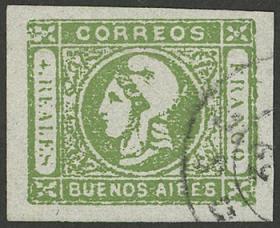 CORREOS
4 REALES
FRANCO
BUENOS-AIRES